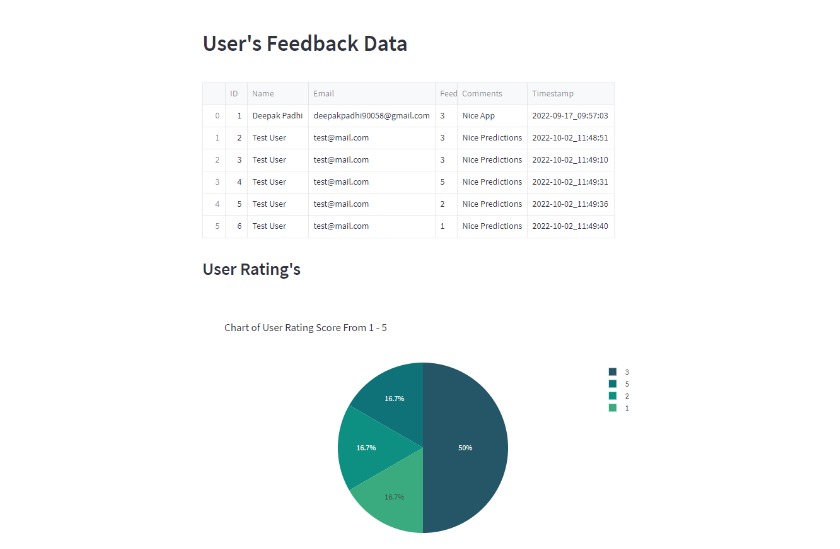 User's Feedback Data
ID Name Email Feed Comments Timestamp
0 1 Deepak Padhi deepakpadhi90058@gmail.com 3 Nice App 2022-09-17_09:57:03
1 2 Test User test@mail.com 3 Nice Predictions 2022-10-02_11:48:51
2 3 Test User test@mail.com 3 Nice Predictions 2022-10-02_11:49:10
3 4 Test User test@mail.com 5 Nice Predictions 2022-10-02_11:49:31
4 5 Test User test@mail.com 2 Nice Predictions 2022-10-02_11:49:36
5 6 Test User test@mail.com 1 Nice Predictions 2022-10-02_11:49:40
User Rating's
Chart of User Rating Score From 1 - 5
3
5
2
1
16.7%
16.7%
50%
16.7%